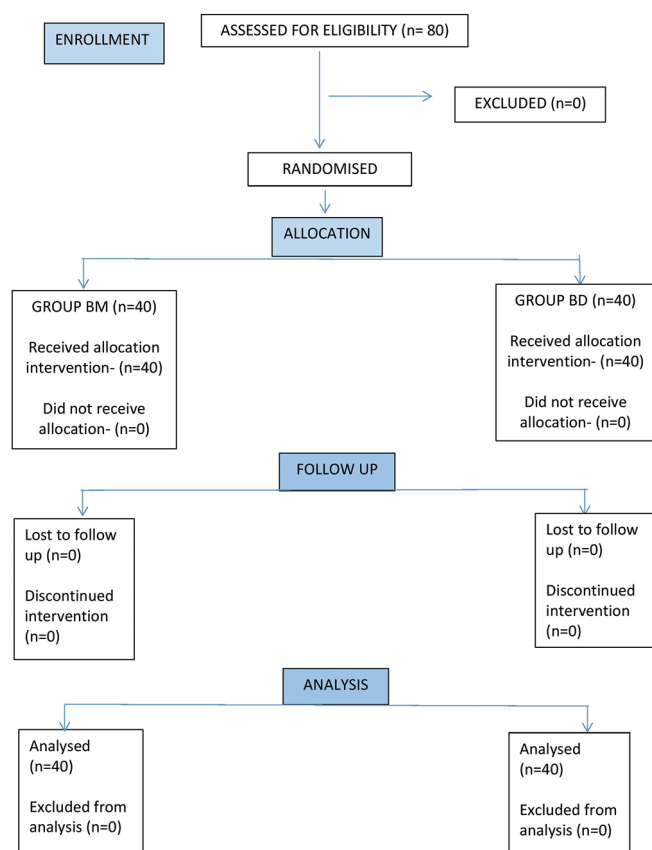 ENROLLMENT
ASSESSED FOR ELIGIBILITY (n= 80)
EXCLUDED (n=0)
RANDOMISED
ALLOCATION
GROUP BM (n=40)
Received allocation
intervention- (n=40)
Did not receive
allocation- (n=0)
GROUP BD (n=40)
Received allocation
intervention- (n=40)
Did not receive
allocation- (n=0)
FOLLOW UP
Lost to follow
up (n=0)
Discontinued
intervention
(n=0)
Lost to follow
up (n=0)
Discontinued
intervention
(n=0)
ANALYSIS
Analysed
(n=40)
Excluded from
analysis (n=0)
Analysed
(n=40)
Excluded from
analysis (n=0)